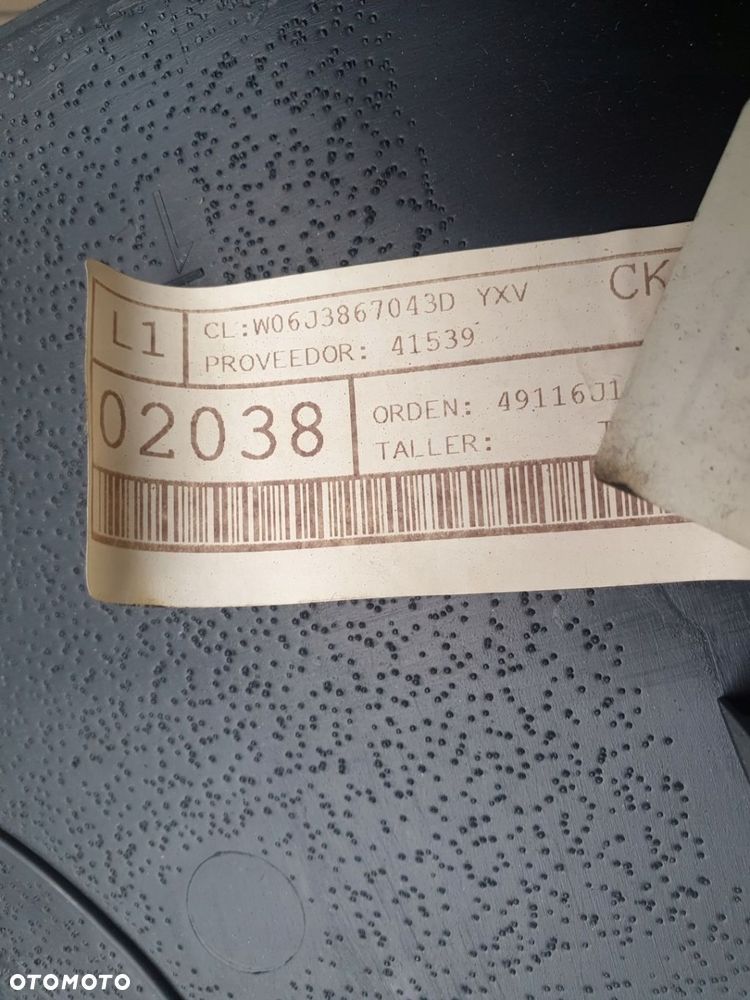 L1
CL:W06J3867043D YXV
CK
PROVEEDOR: 41539
02038
ORDEN: 49116J1
TALLER:
OTOMOTO